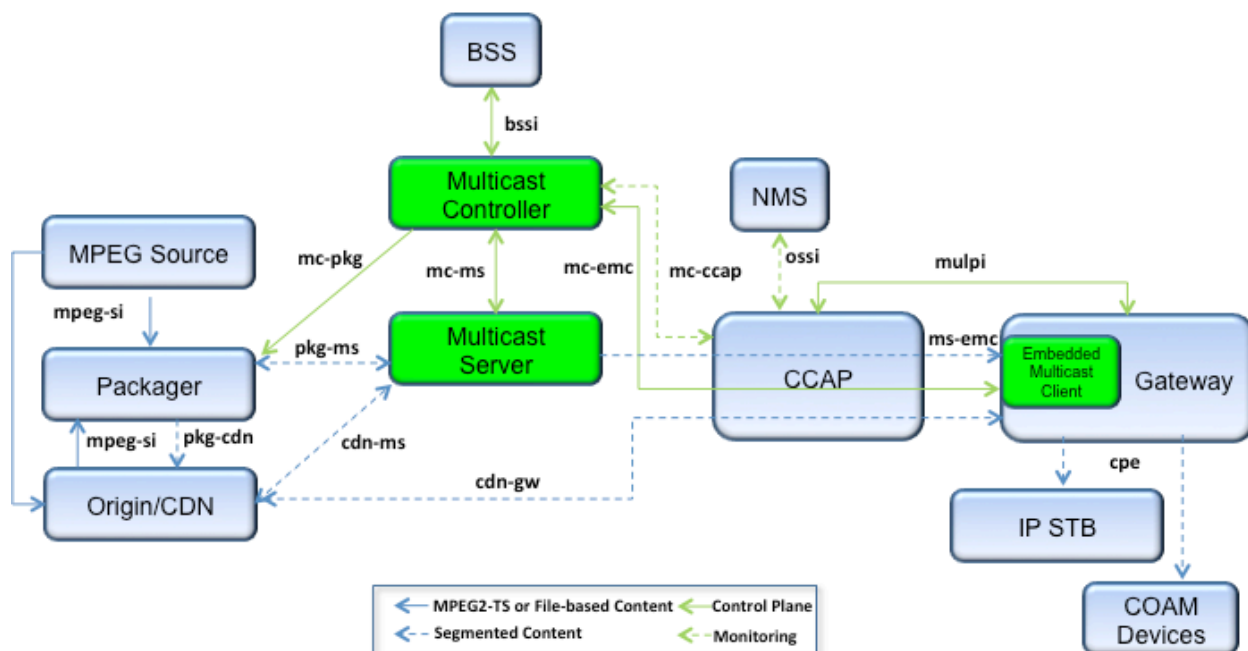 BSS
bssi
Multicast
Controller
NMS
MPEG Source
mc-pkg
mc-ms
mc-emc
mc-ccap
ossi
mulpi
mpeg-si
pkg-ms
Multicast
Server
ms-emc
Packager
CCAP
Embedded
Multicast
Client
Gateway
mpeg-si
pkg-cdn
cdn-ms
cdn-gw
cpe
Origin/CDN
IP STB
MPEG2-TS or File-based Content
Control Plane
Segmented Content
Monitoring
COAM
Devices